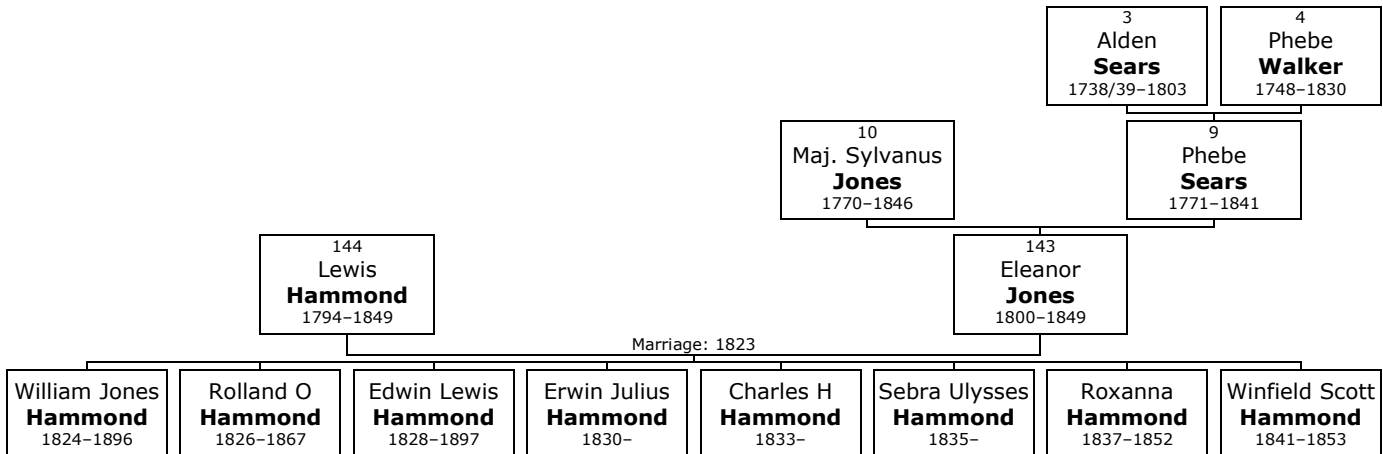 3
Alden
Sears
1738/39–1803
4
Phebe
Walker
1748–1830
10
Maj. Sylvanus
Jones
1770–1846
9
Phebe
Sears
1771–1841
144
Lewis
Hammond
1794–1849
143
Eleanor
Jones
1800–1849
Marriage: 1823
William Jones
Hammond
1824–1896
Rolland O
Hammond
1826–1867
Edwin Lewis
Hammond
1828–1897
Erwin Julius
Hammond
1830–
Charles H
Hammond
1833–
Sebra Ulysses
Hammond
1835–
Roxanna
Hammond
1837–1852
Winfield Scott
Hammond
1841–1853